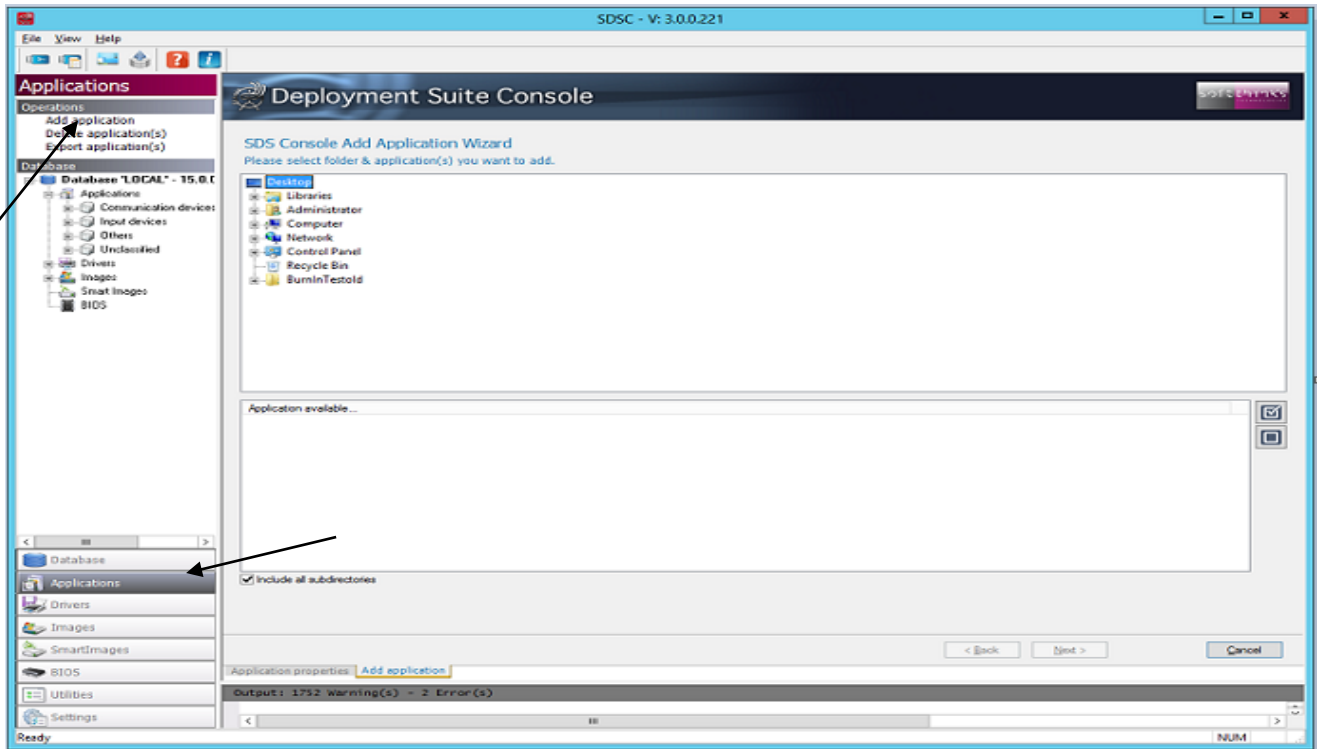 SDSC - V: 3.0.0.221
File View Help
Applications
Operations
Add application
Delete application(s)
Export application(s)
Database
Database "LOCAL" - 15.0.0
Applications
Communication devices
Input devices
Others
Unclassified
Drivers
Images
Smart Images
BIOS
Database
Applications
Drivers
Images
SmartImages
BIOS
Utilities
Settings
Deployment Suite Console
softthinks
SDS Console Add Application Wizard
Please select folder & application(s) you want to add.
Desktop
Libraries
Administrator
Computer
Network
Control Panel
Recycle Bin
BurnInTestold
Application available...
Include all subdirectories
< Back Next > Cancel
Application properties Add application
Output: 1752 Warning(s) - 2 Error(s)
Ready NUM